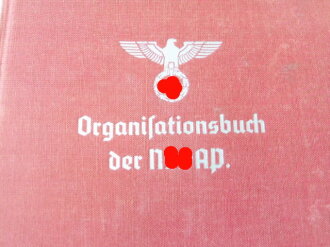 Organisationsbuch
der N AP.